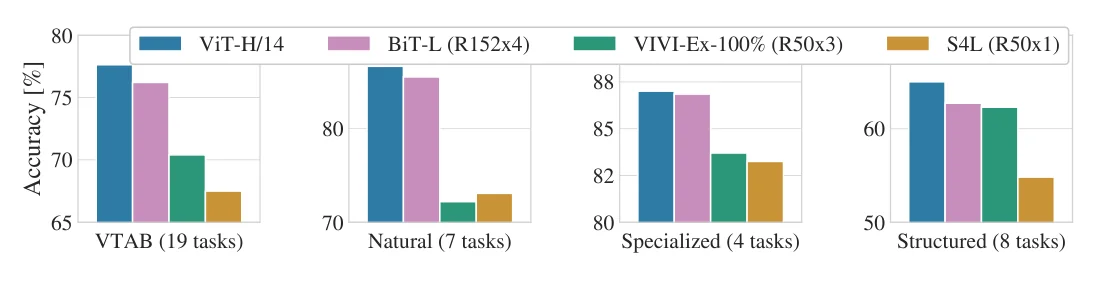 ViT-H/14 BiT-L (R152x4) VIVI-Ex-100% (R50x3) S4L (R50x1)
Accuracy [%]
80
75
70
65
VTAB (19 tasks)
80
70
Natural (7 tasks)
88
85
82
80
Specialized (4 tasks)
60
50
Structured (8 tasks)